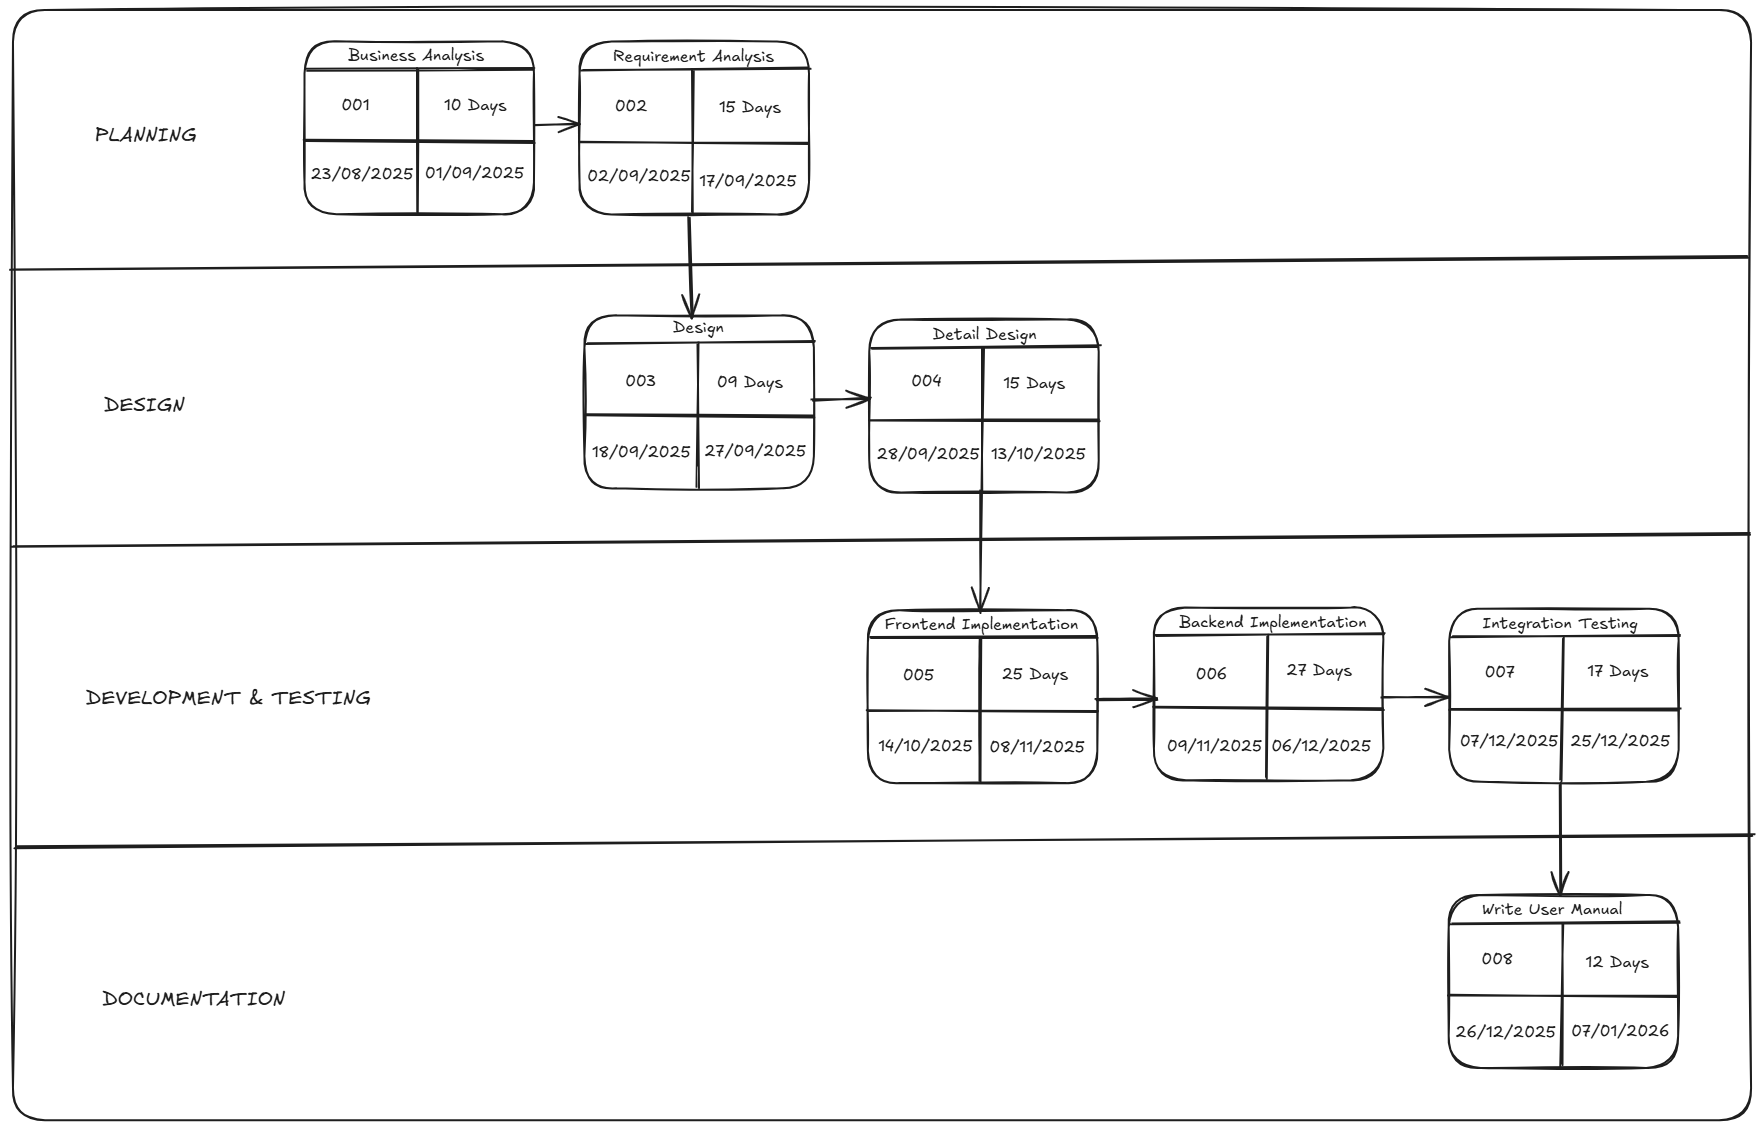 PLANNING
Business Analysis
001
10 Days
23/08/2025
01/09/2025
Requirement Analysis
002
15 Days
02/09/2025
17/09/2025
DESIGN
Design
003
09 Days
18/09/2025
27/09/2025
Detail Design
004
15 Days
28/09/2025
13/10/2025
DEVELOPMENT & TESTING
Frontend Implementation
005
25 Days
14/10/2025
08/11/2025
Backend Implementation
006
27 Days
09/11/2025
06/12/2025
Integration Testing
007
17 Days
07/12/2025
25/12/2025
DOCUMENTATION
Write User Manual
008
12 Days
26/12/2025
07/01/2026